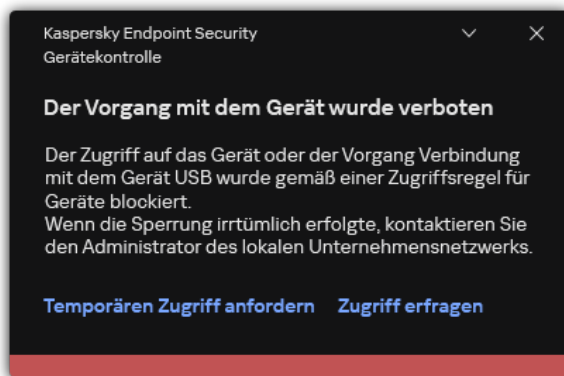 Kaspersky Endpoint Security
Gerätekontrolle
Der Vorgang mit dem Gerät wurde verboten
Der Zugriff auf das Gerät oder der Vorgang Verbindung
mit dem Gerät USB wurde gemäß einer Zugriffsregel für
Geräte blockiert.
Wenn die Sperrung irrtümlich erfolgte, kontaktieren Sie
den Administrator des lokalen Unternehmensnetzwerks.
Temporären Zugriff anfordern Zugriff erfragen